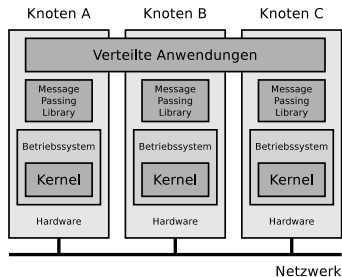 Knoten A
Knoten B
Knoten C
Verteilte Anwendungen
Message
Passing
Library
Message
Passing
Library
Message
Passing
Library
Betriebssystem
Betriebssystem
Betriebssystem
Kernel
Kernel
Kernel
Hardware
Hardware
Hardware
Netzwerk